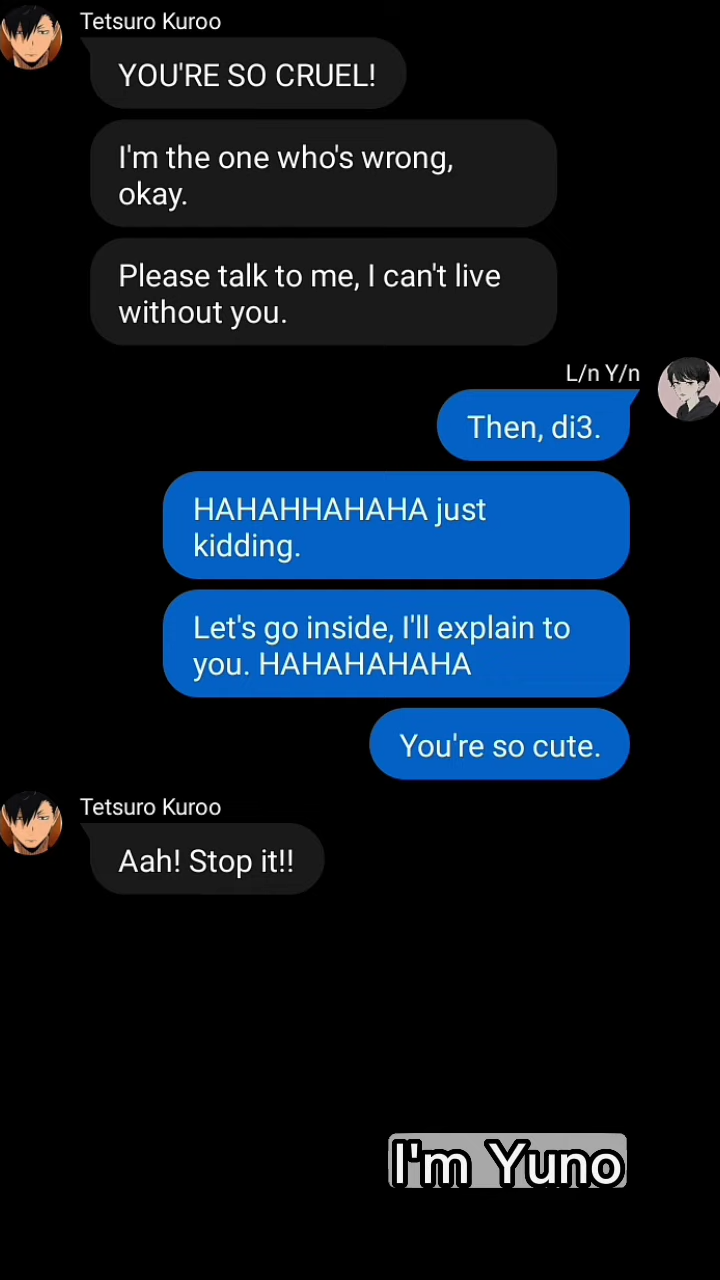 Tetsuro Kuroo
YOU'RE SO CRUEL!
I'm the one who's wrong,
okay.
Please talk to me, I can't live
without you.
L/n Y/n
Then, di3.
HAHAHHAHAHA just
kidding.
Let's go inside, I'll explain to
you. HAHAHAHAHA
You're so cute.
Tetsuro Kuroo
Aah! Stop it!!
I'm Yuno